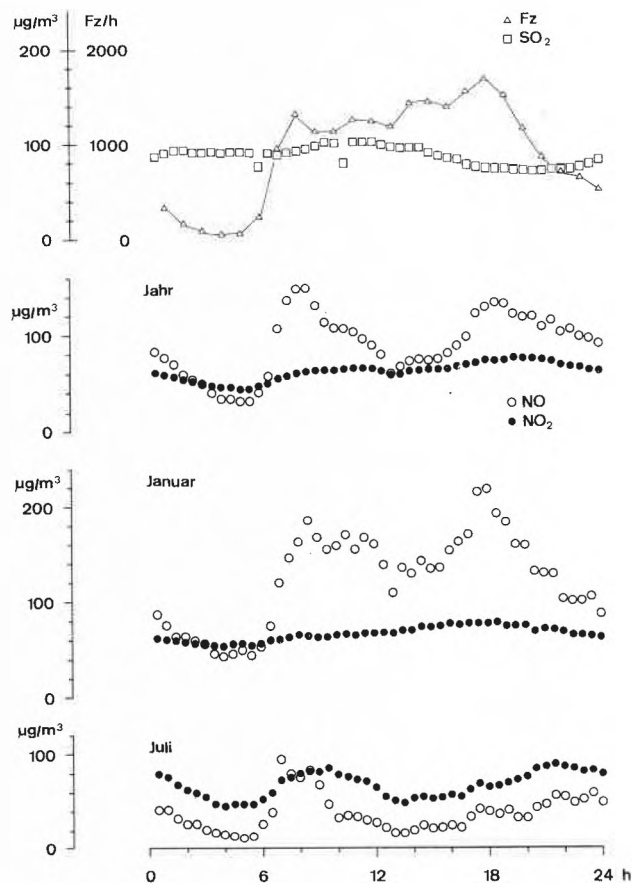 µg/m³ Fz/h
△ Fz
□ SO₂
200 2000
100 1000
0 0
µg/m³
Jahr
100
○ NO
● NO₂
0
µg/m³
Januar
200
100
0
µg/m³
Juli
100
0
0 6 12 18 24 h